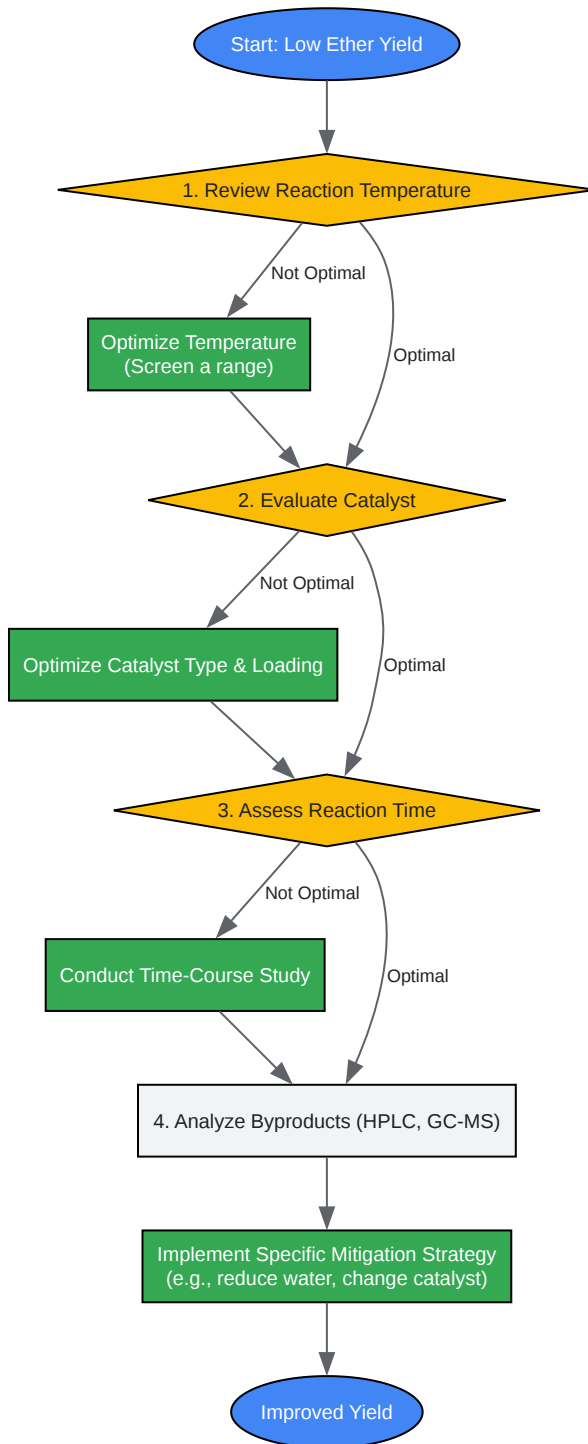 Start: Low Ether Yield
1. Review Reaction Temperature
Not Optimal
Optimize Temperature
(Screen a range)
Optimal
2. Evaluate Catalyst
Not Optimal
Optimize Catalyst Type & Loading
Optimal
3. Assess Reaction Time
Not Optimal
Conduct Time-Course Study
Optimal
4. Analyze Byproducts (HPLC, GC-MS)
Implement Specific Mitigation Strategy
(e.g., reduce water, change catalyst)
Improved Yield